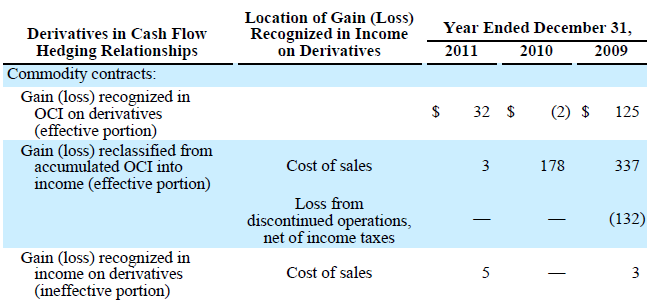 Derivatives in Cash Flow Hedging Relationships | Location of Gain (Loss) Recognized in Income on Derivatives | Year Ended December 31,
2011 2010 2009
Commodity contracts:
Gain (loss) recognized in
OCI on derivatives
(effective portion) $ 32 $ (2) $ 125
Gain (loss) reclassified from
accumulated OCI into
income (effective portion) Cost of sales 3 178 337
Loss from
discontinued operations,
net of income taxes — — (132)
Gain (loss) recognized in
income on derivatives
(ineffective portion) Cost of sales 5 — 3